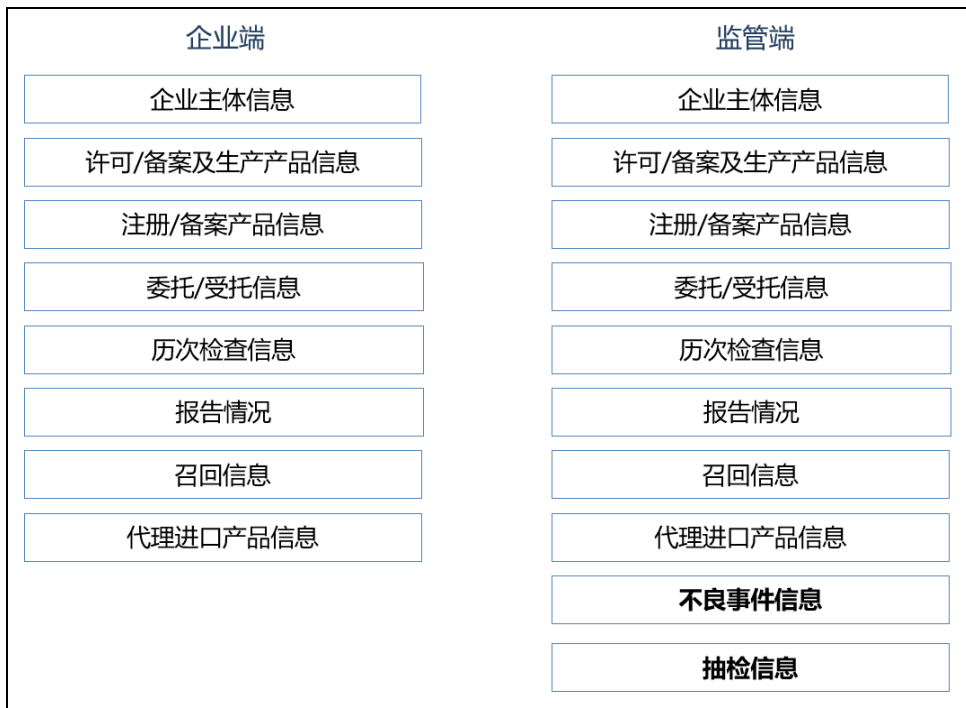 企业端
企业主体信息
许可/备案及生产产品信息
注册/备案产品信息
委托/受托信息
历次检查信息
报告情况
召回信息
代理进口产品信息
监管端
企业主体信息
许可/备案及生产产品信息
注册/备案产品信息
委托/受托信息
历次检查信息
报告情况
召回信息
代理进口产品信息
不良事件信息
抽检信息